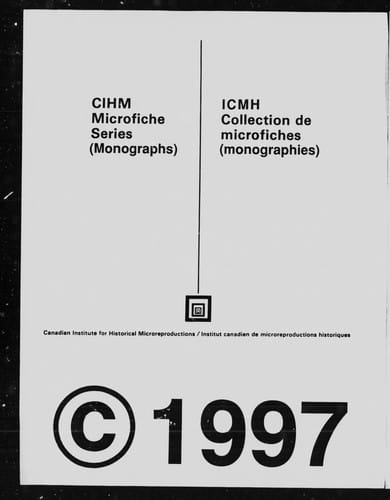 CIHM
Microfiche
Series
(Monographs)
ICMH
Collection de
microfiches
(monographies)
Canadian Institute for Historical Microreproductions / Institut canadien de microreproductions historiques
© 1997